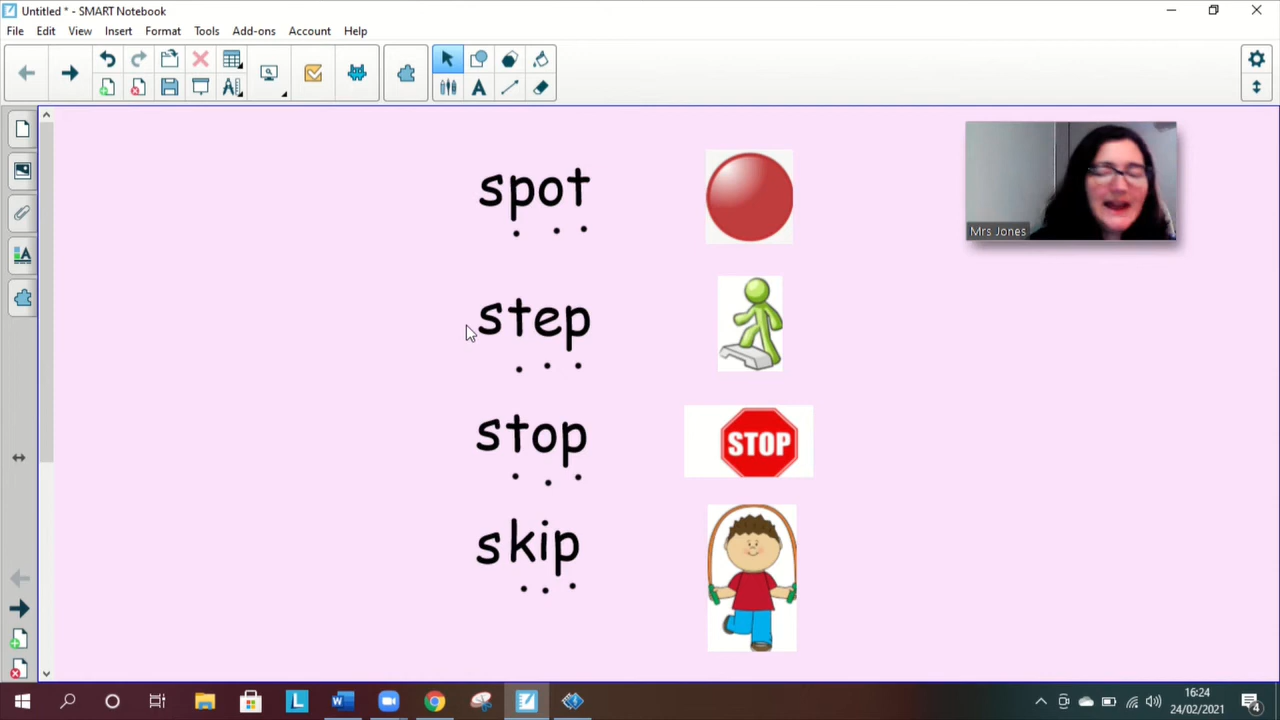 Untitled * - SMART Notebook
File Edit View Insert Format Tools Add-ons Account Help
spot
Mrs Jones
step
stop
STOP
skip
16:24
24/02/2021
4